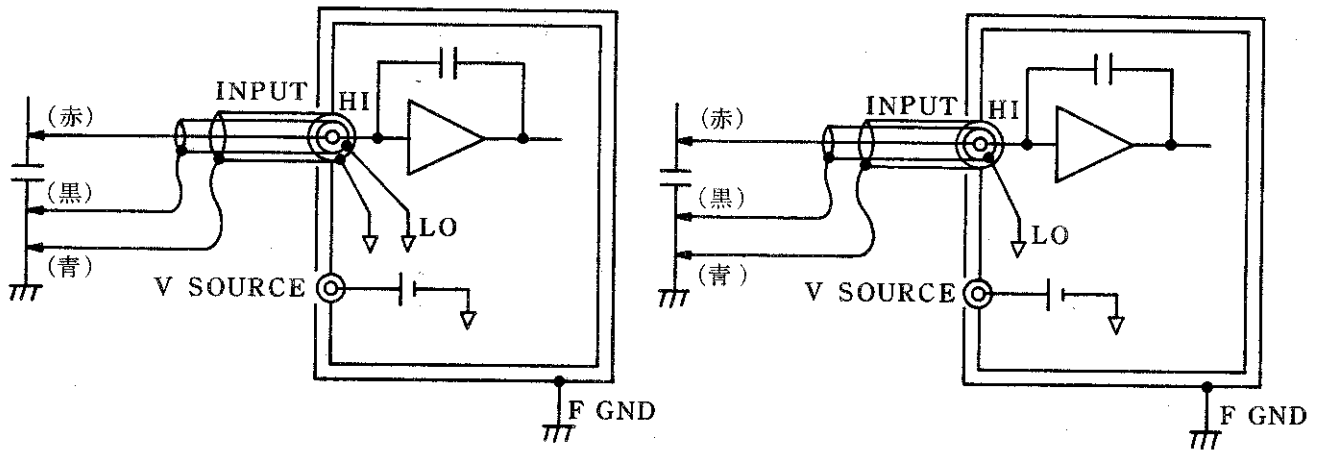 INPUT
HI
(赤)
(黒)
(青)
LO
V SOURCE
F GND
INPUT
HI
(赤)
(黒)
(青)
LO
V SOURCE
F GND